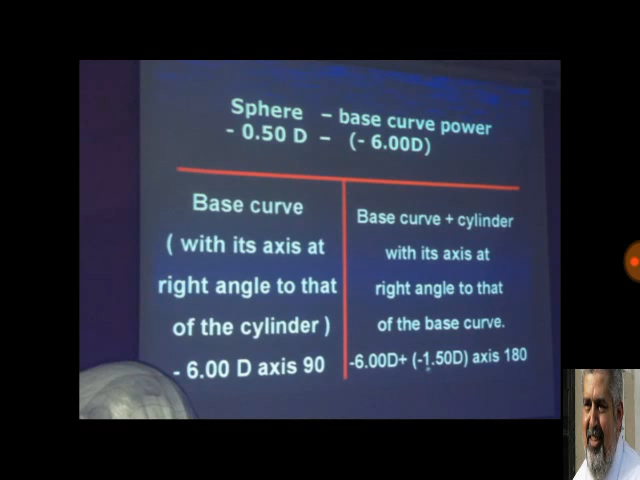 Sphere – base curve power
- 0.50 D – (- 6.00D)
Base curve
( with its axis at
right angle to that
of the cylinder )
- 6.00 D axis 90
Base curve + cylinder
with its axis at
right angle to that
of the base curve.
-6.00D+ (-1.50D) axis 180